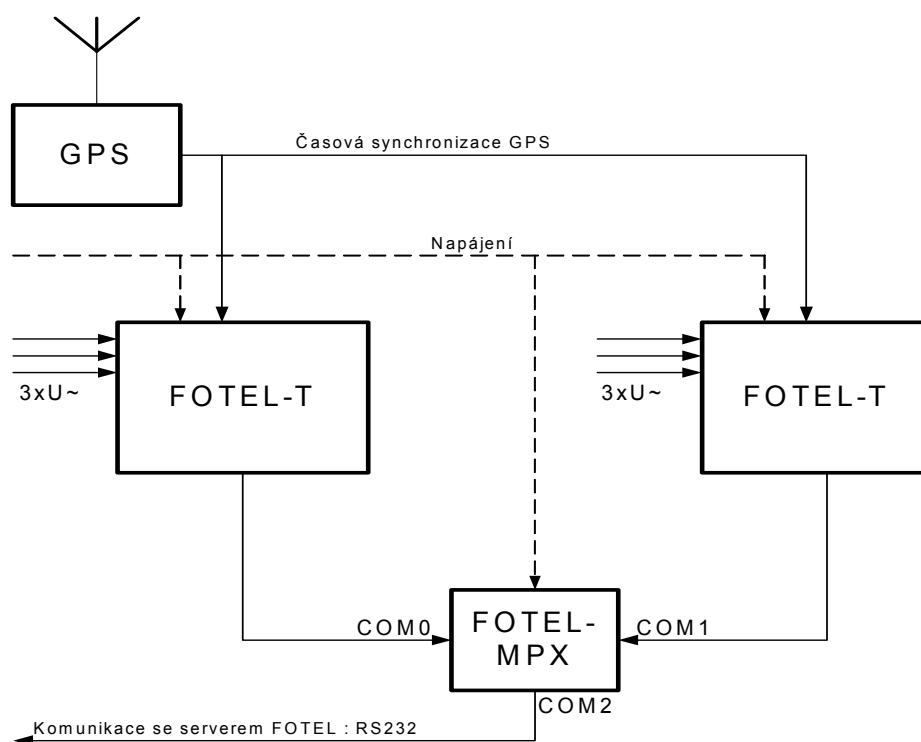 Časová synchronizace GPS
GPS
Napájení
3xU~
FOTEL-T
3xU~
FOTEL-T
COM0
FOTEL-
MPX
COM1
COM2
Komunikace se serverem FOTEL : RS232